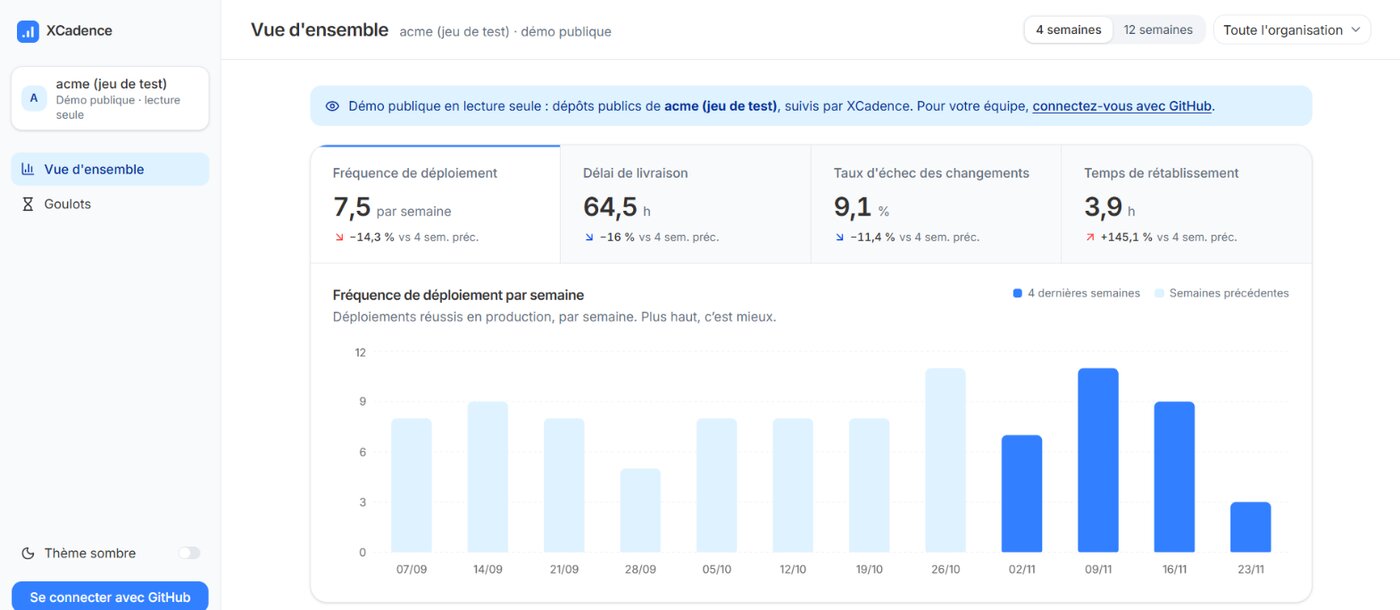 XCadence
Vue d'ensemble
acme (jeu de test) · démo publique
4 semaines
12 semaines
Toute l'organisation
A
acme (jeu de test)
Démo publique · lecture
seule
Vue d'ensemble
Goulots
Démo publique en lecture seule : dépôts publics de acme (jeu de test), suivis par XCadence. Pour votre équipe, connectez-vous avec GitHub.
Fréquence de déploiement
7,5 par semaine
−14,3 % vs 4 sem. préc.
Délai de livraison
64,5 h
−16 % vs 4 sem. préc.
Taux d'échec des changements
9,1 %
−11,4 % vs 4 sem. préc.
Temps de rétablissement
3,9 h
+145,1 % vs 4 sem. préc.
Fréquence de déploiement par semaine
4 dernières semaines
Semaines précédentes
Déploiements réussis en production, par semaine. Plus haut, c’est mieux.
12
9
6
3
0
07/09 14/09 21/09 28/09 05/10 12/10 19/10 26/10 02/11 09/11 16/11 23/11
Thème sombre
Se connecter avec GitHub